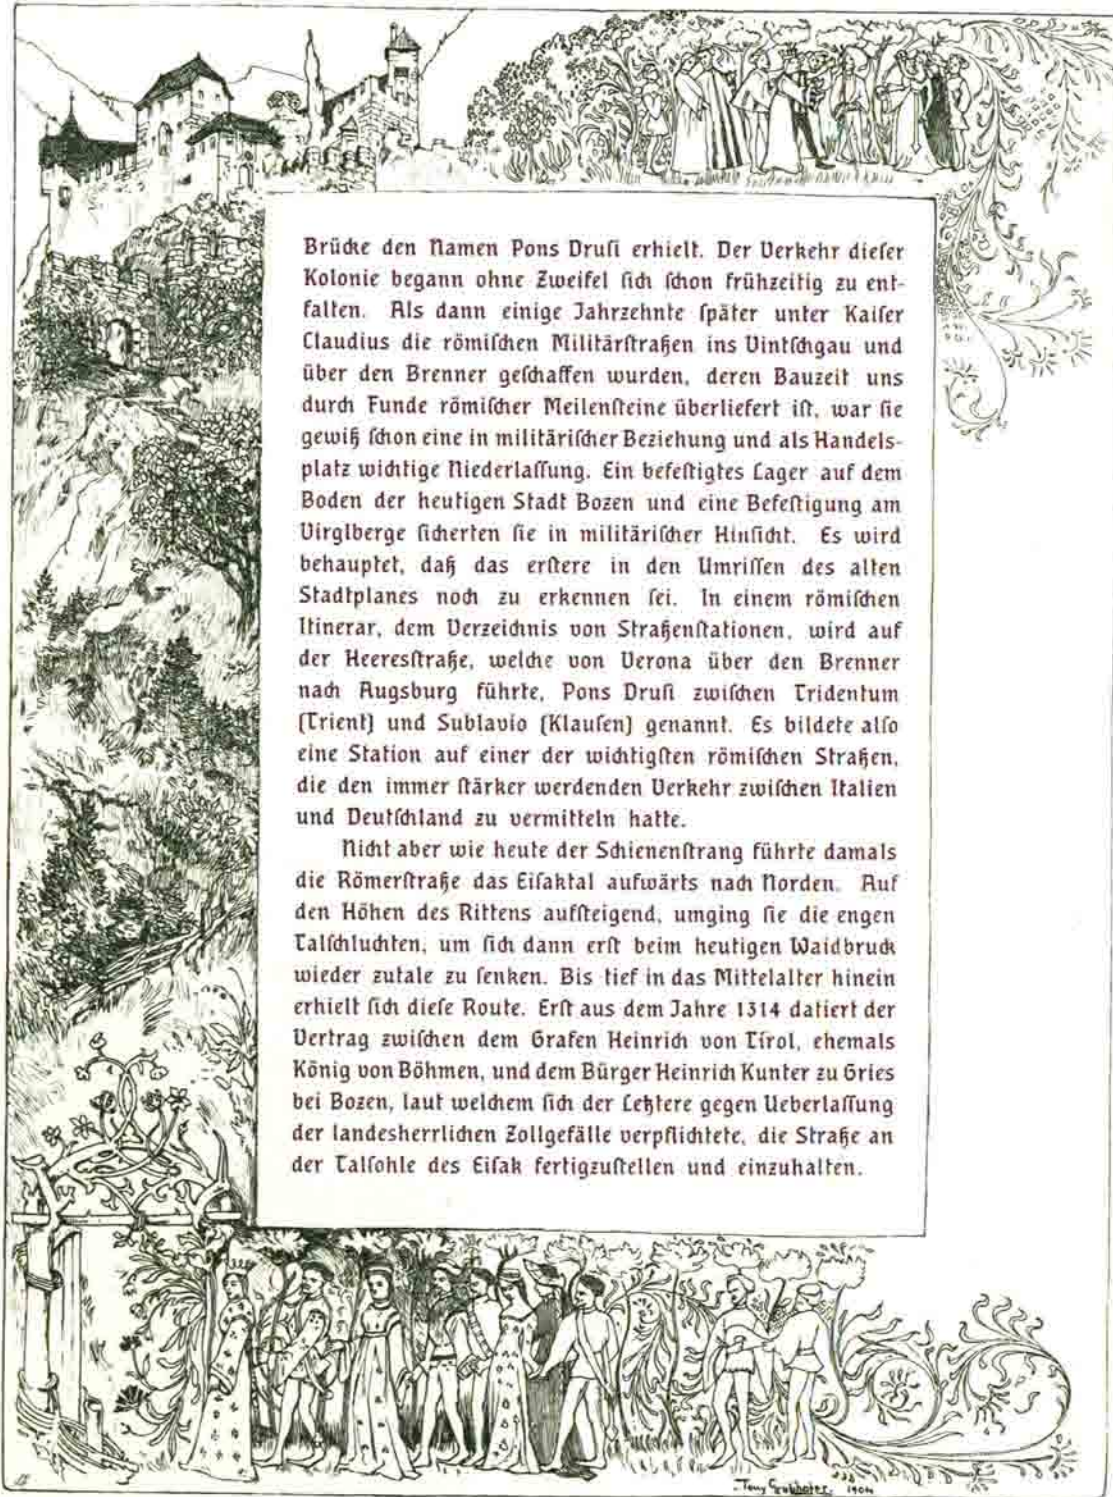 Brücke den Namen Pons Druſi erhielt. Der Verkehr dieſer
Kolonie begann ohne Zweifel ſich ſchon frühzeitig zu ent-
falten. Als dann einige Jahrzehnte ſpäter unter Kaiſer
Claudius die römiſchen Militärſtraßen ins Vintſchgau und
über den Brenner geſchaffen wurden, deren Bauzeit uns
durch Funde römiſcher Meilenſteine überliefert iſt, war ſie
gewiß ſchon eine in militäriſcher Beziehung und als Handels-
platz wichtige Niederlaſſung. Ein befeſtigtes Lager auf dem
Boden der heutigen Stadt Bozen und eine Befeſtigung am
Virglberge ſicherten ſie in militäriſcher Hinſicht. Es wird
behauptet, daß das erſtere in den Umriſſen des alten
Stadtplanes noch zu erkennen ſei. In einem römiſchen
Itinerar, dem Verzeichnis von Straßenſtationen, wird auf
der Heeresſtraße, welche von Verona über den Brenner
nach Augsburg führte, Pons Druſi zwiſchen Tridentum
(Trient) und Sublavio (Klauſen) genannt. Es bildete alſo
eine Station auf einer der wichtigſten römiſchen Straßen,
die den immer ſtärker werdenden Verkehr zwiſchen Italien
und Deutſchland zu vermitteln hatte.
Nicht aber wie heute der Schienenſtrang führte damals
die Römerſtraße das Eiſaktal aufwärts nach Norden. Auf
den Höhen des Rittens aufſteigend, umging ſie die engen
Talſchluchten, um ſich dann erſt beim heutigen Waidbruck
wieder zutale zu ſenken. Bis tief in das Mittelalter hinein
erhielt ſich dieſe Route. Erſt aus dem Jahre 1314 datiert der
Vertrag zwiſchen dem Grafen Heinrich von Tirol, ehemals
König von Böhmen, und dem Bürger Heinrich Kunter zu Gries
bei Bozen, laut welchem ſich der Letztere gegen Ueberlaſſung
der landesherrlichen Zollgefälle verpflichtete, die Straße an
der Talſohle des Eiſak fertigzuſtellen und einzuhalten.
Tony Grubhofer 1904